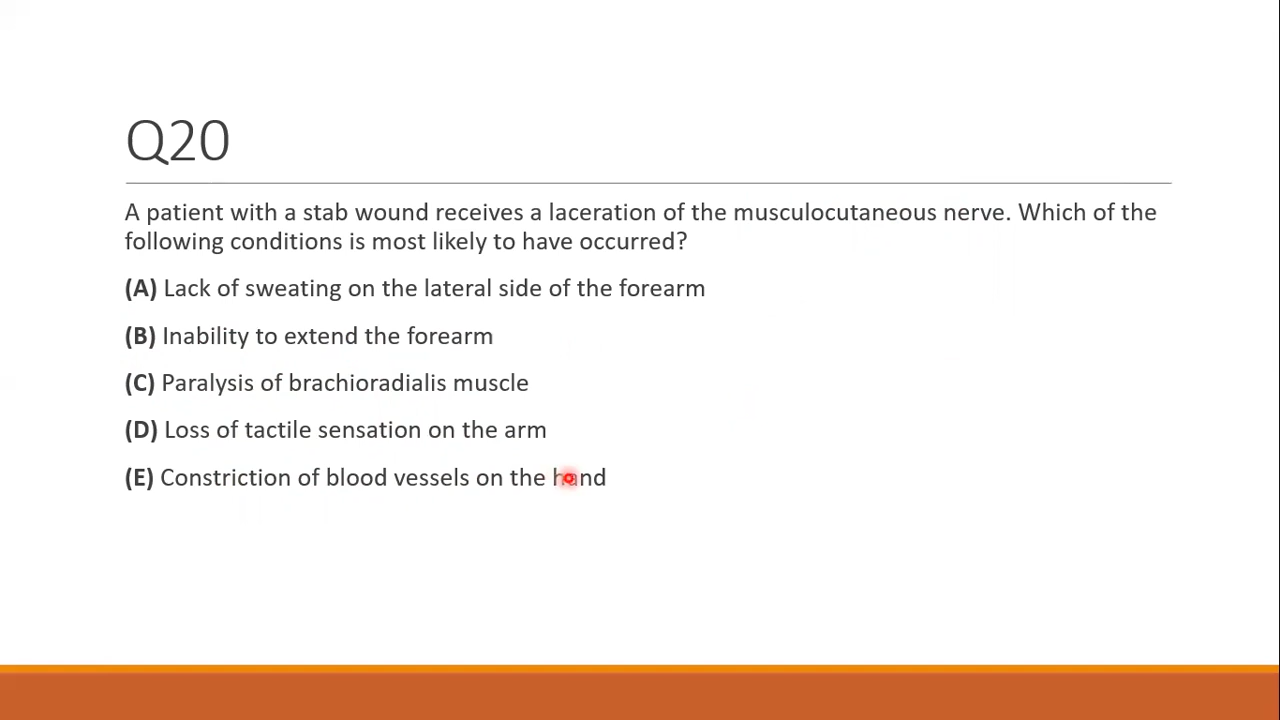 Q20
A patient with a stab wound receives a laceration of the musculocutaneous nerve. Which of the
following conditions is most likely to have occurred?
(A) Lack of sweating on the lateral side of the forearm
(B) Inability to extend the forearm
(C) Paralysis of brachioradialis muscle
(D) Loss of tactile sensation on the arm
(E) Constriction of blood vessels on the hand